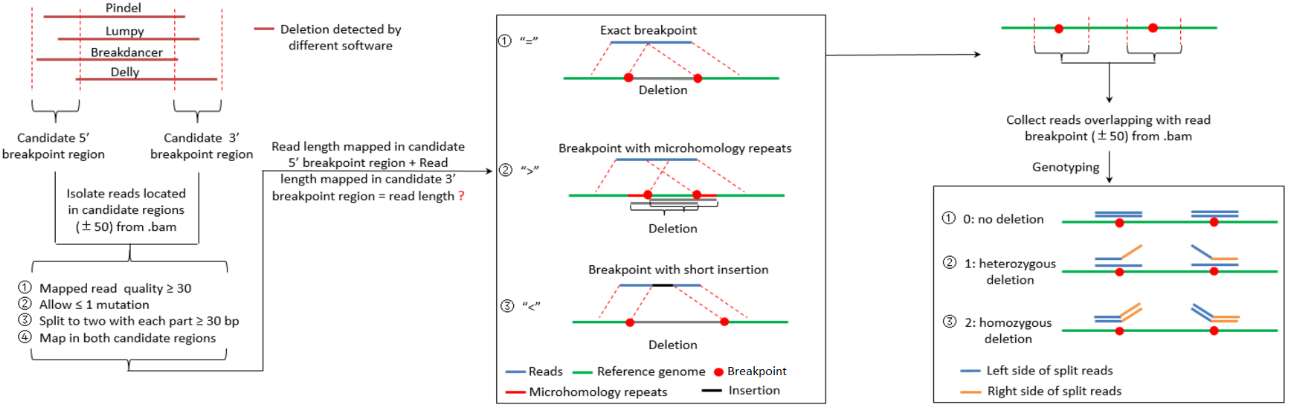 Pindel
Lumpy
Breakdancer
Delly
Deletion detected by
different software
Candidate 5’
breakpoint region
Candidate 3’
breakpoint region
Isolate reads located
in candidate regions
(±50) from .bam
① Mapped read quality ≥ 30
② Allow ≤ 1 mutation
③ Split to two with each part ≥ 30 bp
④ Map in both candidate regions
Read length mapped in candidate
5’ breakpoint region + Read
length mapped in candidate 3’
breakpoint region = read length ?
① “=”
Exact breakpoint
Deletion
Breakpoint with microhomology repeats
② “>”
Deletion
Breakpoint with short insertion
③ “<”
Deletion
Reads
Reference genome
Breakpoint
Microhomology repeats
Insertion
Collect reads overlapping with read
breakpoint (±50) from .bam
Genotyping
① 0: no deletion
② 1: heterozygous
deletion
③ 2: homozygous
deletion
Left side of split reads
Right side of split reads